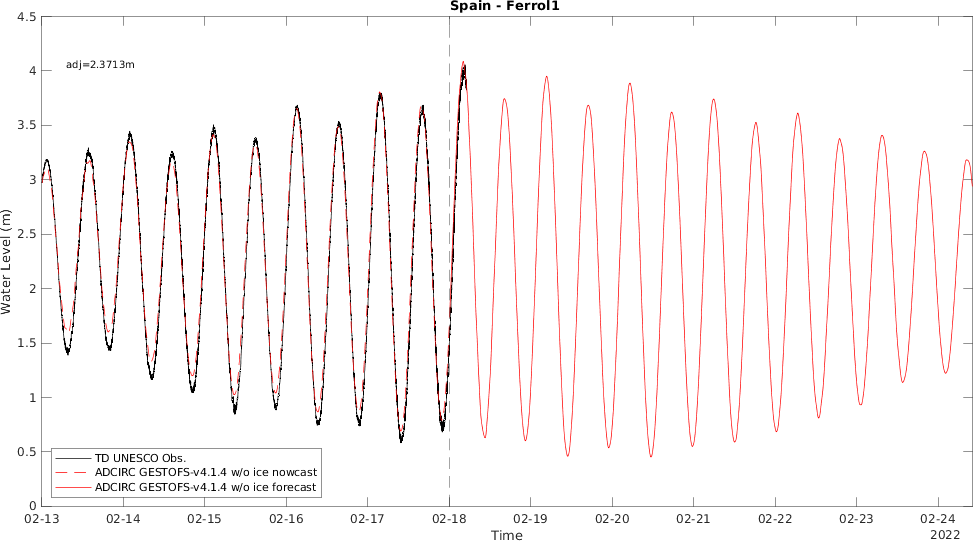 Spain - Ferrol1
adj=2.3713m
4.5
4
3.5
3
2.5
2
1.5
1
0.5
0
Water Level (m)
TD UNESCO Obs.
ADCIRC GESTOFS-v4.1.4 w/o ice nowcast
ADCIRC GESTOFS-v4.1.4 w/o ice forecast
02-13 02-14 02-15 02-16 02-17 02-18 02-19 02-20 02-21 02-22 02-23 02-24
Time
2022